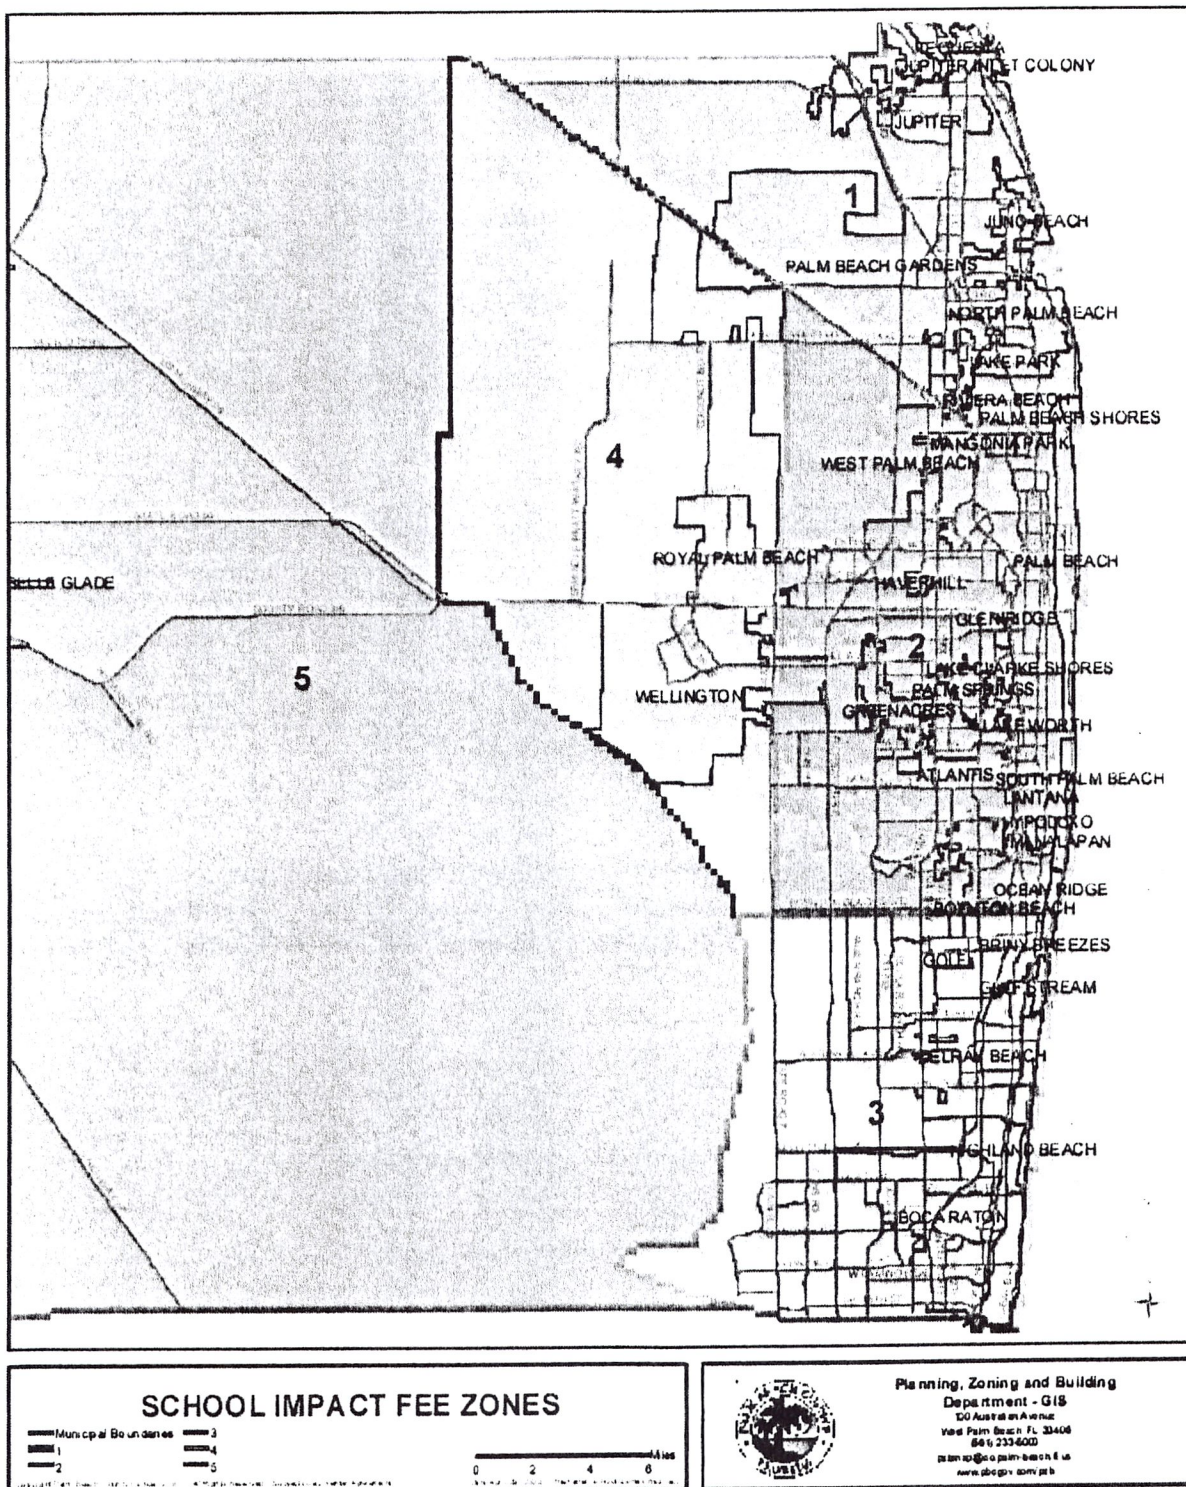 JUPITER INLET COLONY
JUPITER
1
JUNO BEACH
PALM BEACH GARDENS
NORTH PALM BEACH
LAKE PARK
RIVIERA BEACH
PALM BEACH SHORES
MANGONIA PARK
4
WEST PALM BEACH
ROYAL PALM BEACH
PALM BEACH
BELLE GLADE
HAVERHILL
GLEN RIDGE
2
LAKE CLARKE SHORES
5
PALM SPRINGS
WELLINGTON
GREENACRES
LAKE WORTH
ATLANTIS
SOUTH PALM BEACH
LANTANA
HYPOLUXO
MANALAPAN
OCEAN RIDGE
BOYNTON BEACH
BRINY BREEZES
GOLF
GULF STREAM
DELRAY BEACH
3
HIGHLAND BEACH
BOCA RATON
SCHOOL IMPACT FEE ZONES
Municipal Boundaries
1
2
3
4
5
Miles
0 2 4 6
Planning, Zoning and Building
Department - GIS
100 Australian Avenue
West Palm Beach FL 33406